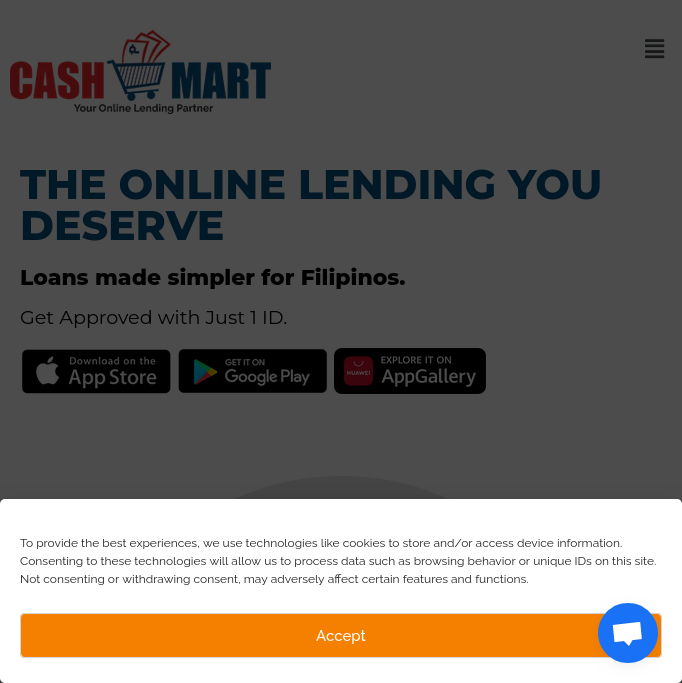 CASH MART
Your Online Lending Partner
THE ONLINE LENDING YOU
DESERVE
Loans made simpler for Filipinos.
Get Approved with Just 1 ID.
Download on the
App Store
GET IT ON
Google Play
HUAWEI
EXPLORE IT ON
AppGallery
To provide the best experiences, we use technologies like cookies to store and/or access device information.
Consenting to these technologies will allow us to process data such as browsing behavior or unique IDs on this site.
Not consenting or withdrawing consent, may adversely affect certain features and functions.
Accept